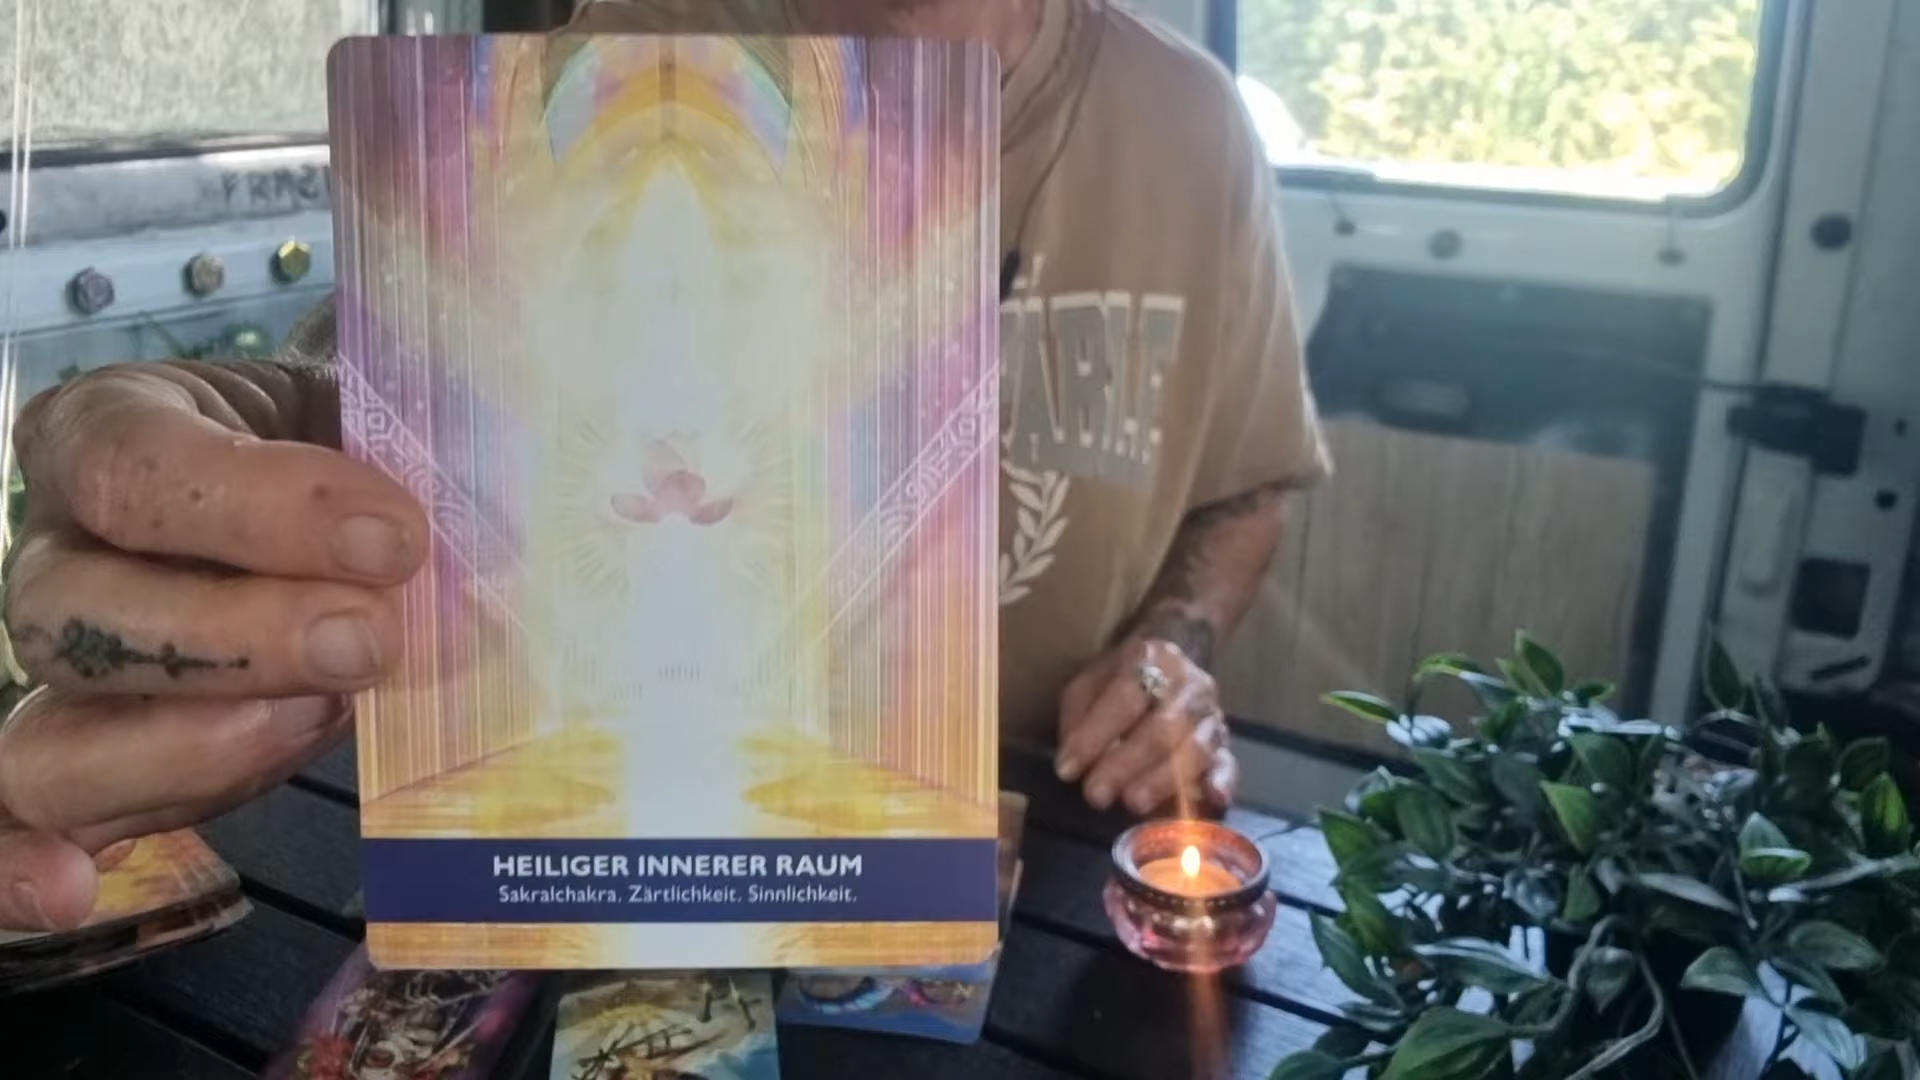 HEILIGER INNERER RAUM
Sakralchakra. Zärtlichkeit. Sinnlichkeit.